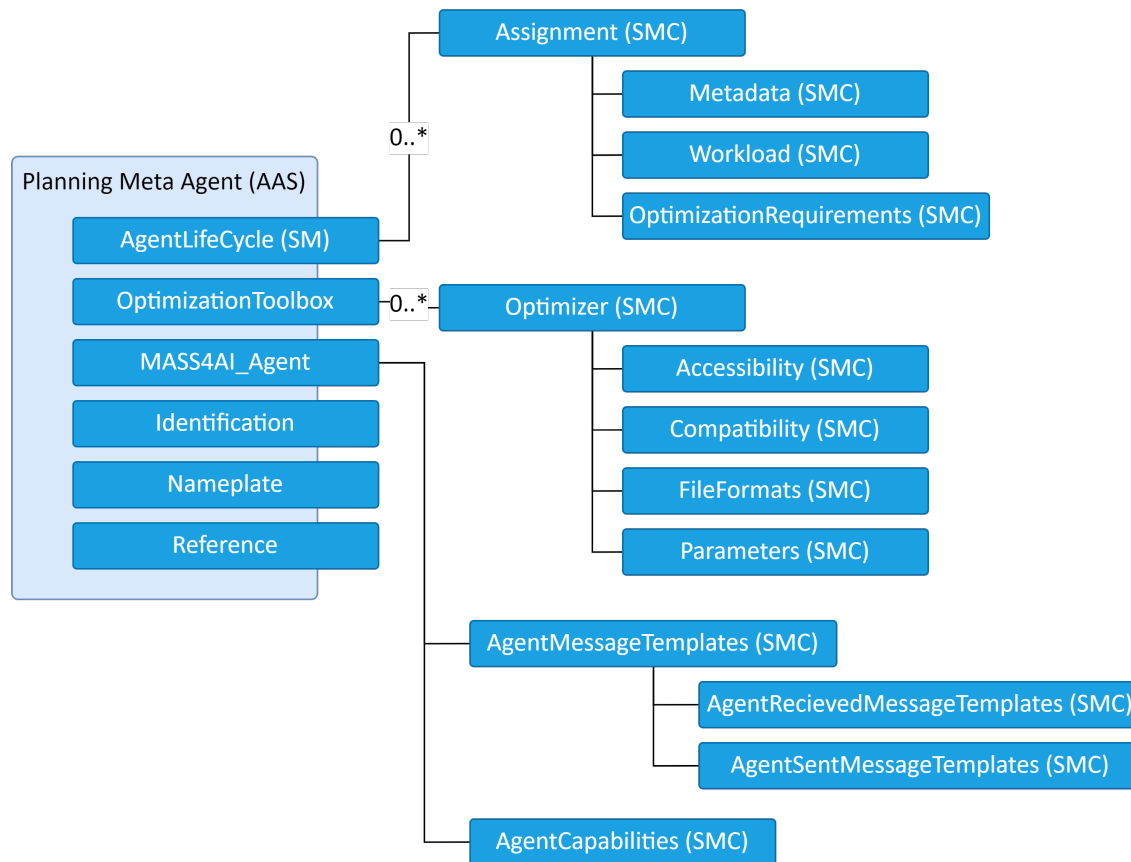 Assignment (SMC)
Metadata (SMC)
0..*
Workload (SMC)
Planning Meta Agent (AAS)
OptimizationRequirements (SMC)
AgentLifeCycle (SM)
OptimizationToolbox
0..*
Optimizer (SMC)
MASS4AI_Agent
Accessibility (SMC)
Identification
Compatibility (SMC)
Nameplate
FileFormats (SMC)
Reference
Parameters (SMC)
AgentMessageTemplates (SMC)
AgentRecievedMessageTemplates (SMC)
AgentSentMessageTemplates (SMC)
AgentCapabilities (SMC)